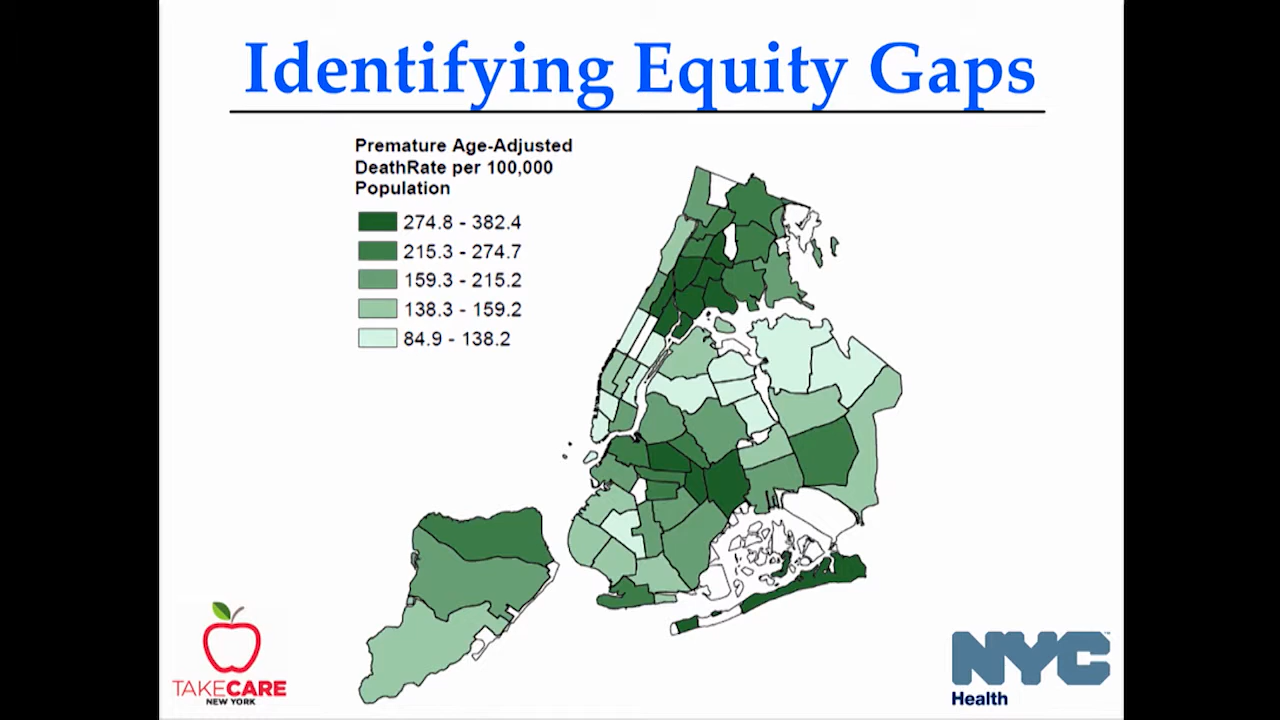 Identifying Equity Gaps
Premature Age-Adjusted
DeathRate per 100,000
Population
274.8 - 382.4
215.3 - 274.7
159.3 - 215.2
138.3 - 159.2
84.9 - 138.2
TAKECARE
NEW YORK
NYC
Health